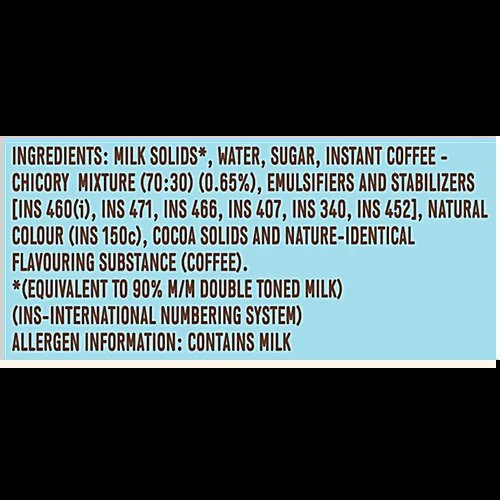 INGREDIENTS: MILK SOLIDS*, WATER, SUGAR, INSTANT COFFEE -
CHICORY MIXTURE (70:30) (0.65%), EMULSIFIERS AND STABILIZERS
[INS 460(i), INS 471, INS 466, INS 407, INS 340, INS 452], NATURAL
COLOUR (INS 150c), COCOA SOLIDS AND NATURE-IDENTICAL
FLAVOURING SUBSTANCE (COFFEE).
*(EQUIVALENT TO 90% M/M DOUBLE TONED MILK)
(INS-INTERNATIONAL NUMBERING SYSTEM)
ALLERGEN INFORMATION: CONTAINS MILK